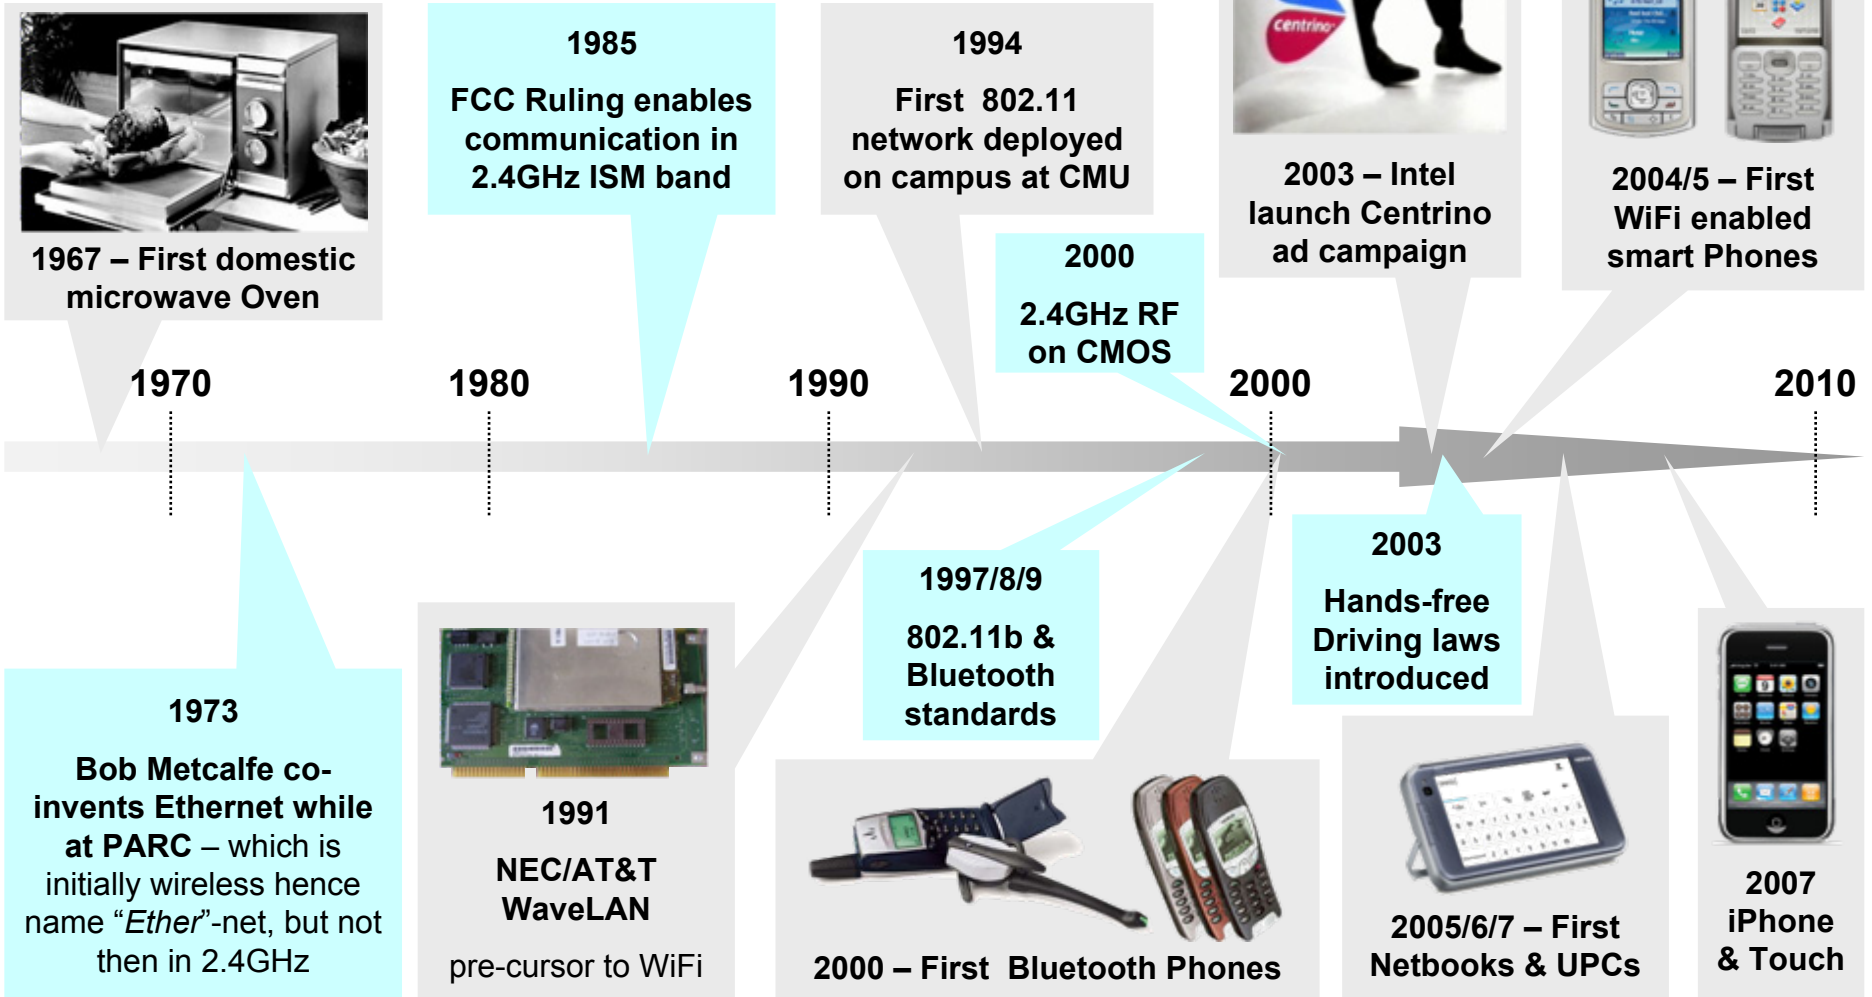 centrino
1985
FCC Ruling enables
communication in
2.4GHz ISM band
1994
First 802.11
network deployed
on campus at CMU
2003 – Intel
launch Centrino
ad campaign
2004/5 – First
WiFi enabled
smart Phones
1967 – First domestic
microwave Oven
2000
2.4GHz RF
on CMOS
1970
1980
1990
2000
2010
1973
Bob Metcalfe co-
invents Ethernet while
at PARC – which is
initially wireless hence
name “Ether”-net, but not
then in 2.4GHz
1991
NEC/AT&T
WaveLAN
pre-cursor to WiFi
1997/8/9
802.11b &
Bluetooth
standards
2000 – First Bluetooth Phones
2003
Hands-free
Driving laws
introduced
2005/6/7 – First
Netbooks & UPCs
2007
iPhone
& Touch